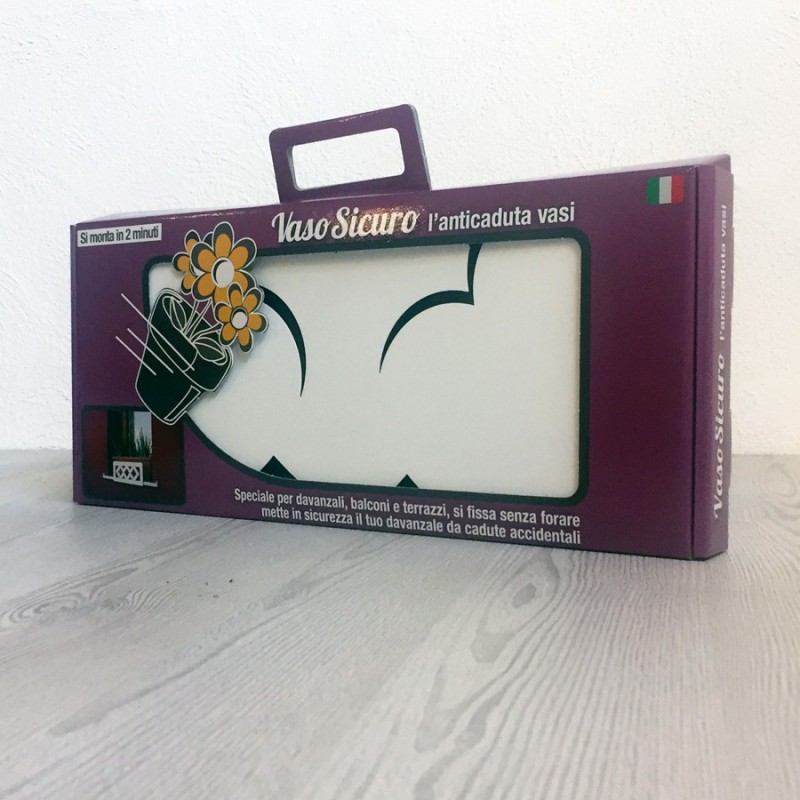 Si monta in 2 minuti
Vaso Sicuro l'anticaduta vasi
Speciale per davanzali, balconi e terrazzi, si fissa senza forare
mette in sicurezza il tuo davanzale da cadute accidentali
Vaso Sicuro l'anticaduta vasi